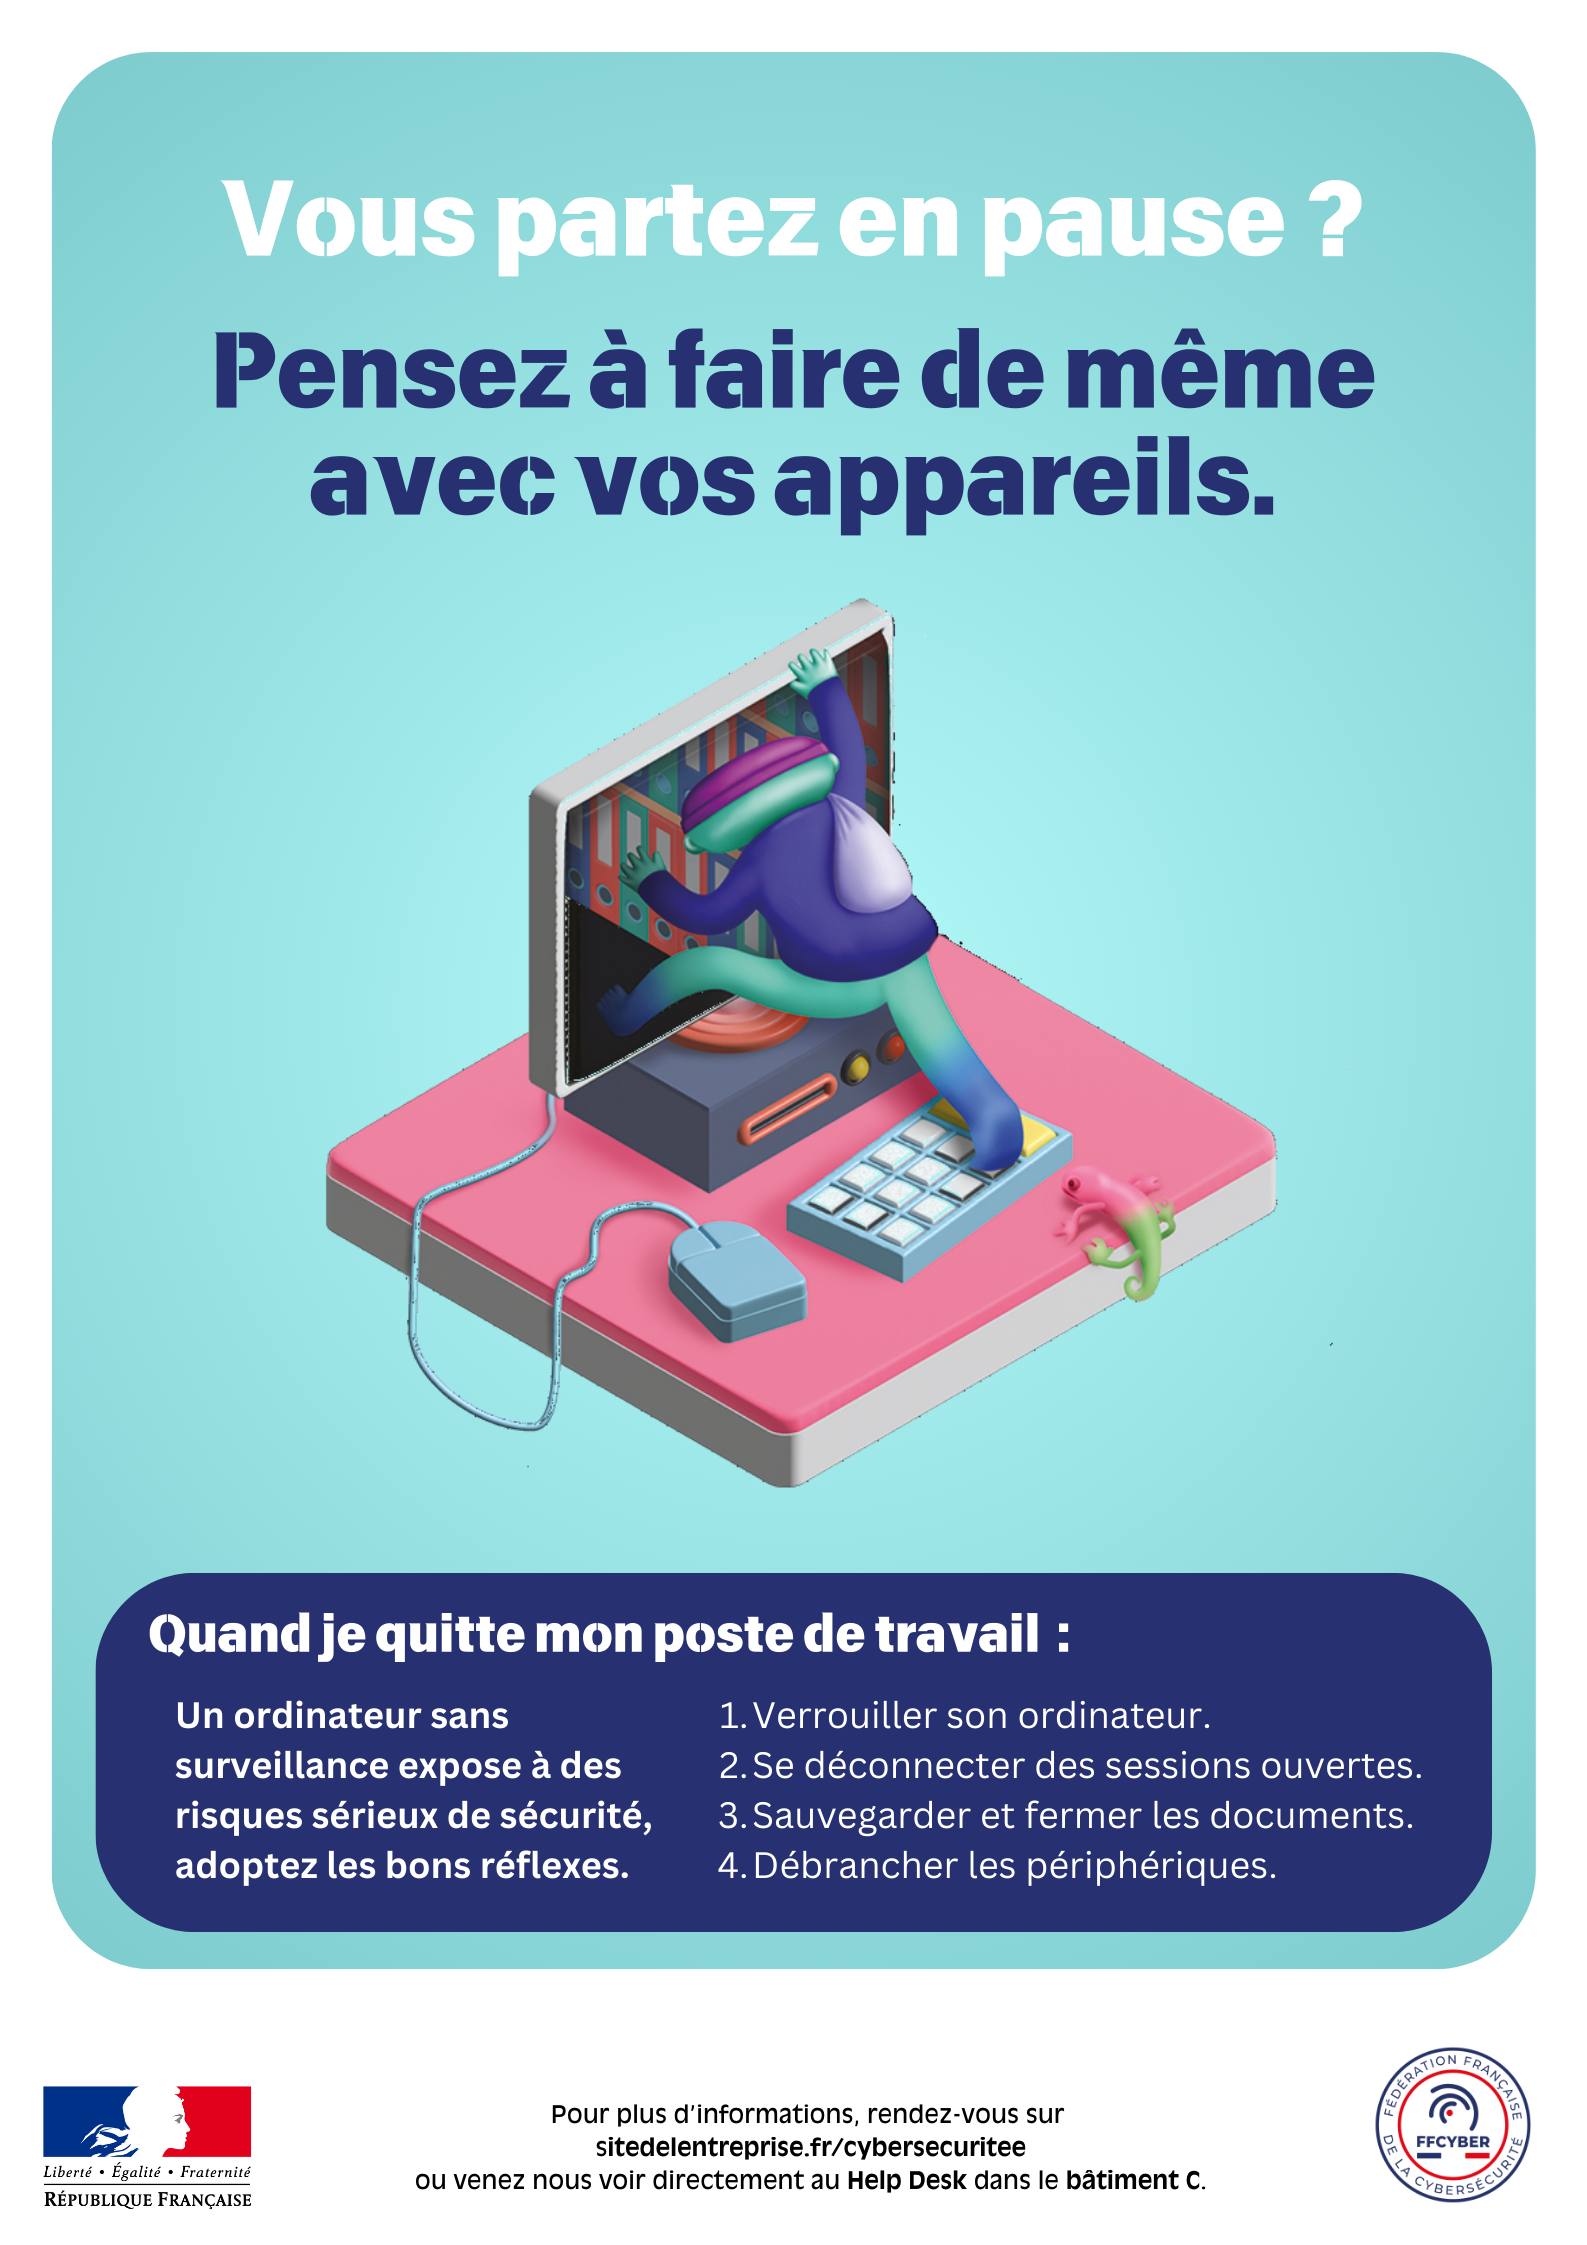 Vous partez en pause ?
Pensez à faire de même
avec vos appareils.
Quand je quitte mon poste de travail :
Un ordinateur sans
surveillance expose à des
risques sérieux de sécurité,
adoptez les bons réflexes.
1. Verrouiller son ordinateur.
2. Se déconnecter des sessions ouvertes.
3. Sauvegarder et fermer les documents.
4. Débrancher les périphériques.
Liberté • Égalité • Fraternité
RÉPUBLIQUE FRANÇAISE
Pour plus d’informations, rendez-vous sur
sitedelentreprise.fr/cybersecuritee
ou venez nous voir directement au Help Desk dans le bâtiment C.
FÉDÉRATION FRANÇAISE
FFCYBER
DE LA CYBERSÉCURITÉ